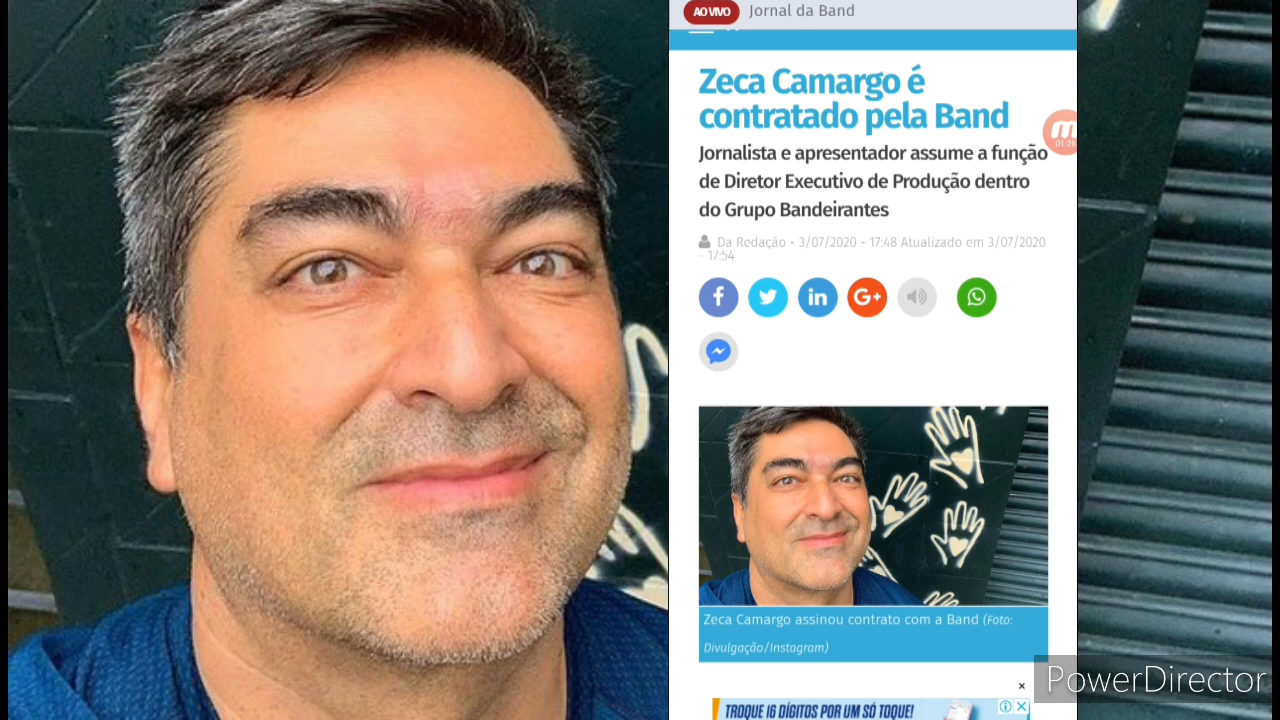 AO VIVO Jornal da Band
Zeca Camargo é
contratado pela Band
01:28
Jornalista e apresentador assume a função
de Diretor Executivo de Produção dentro
do Grupo Bandeirantes
Da Redação - 3/07/2020 - 17:48 Atualizado em 3/07/2020
- 17:54
Zeca Camargo assinou contrato com a Band (Foto:
Divulgação/Instagram)
PowerDirector
TROQUE 16 DÍGITOS POR UM SÓ TOQUE!